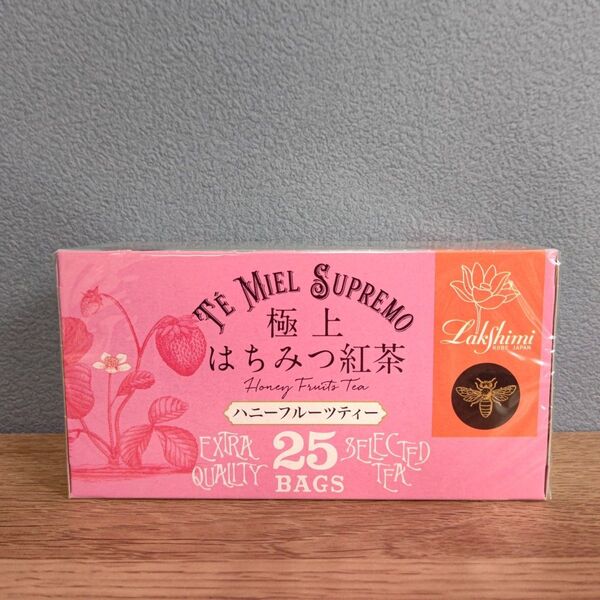 TÉ MIEL SUPREMO
極上
はちみつ紅茶
Honey Fruits Tea
ハニーフルーツティー
EXTRA QUALITY
25 BAGS
SELECTED TEA
Lakshimi
KOBE JAPAN